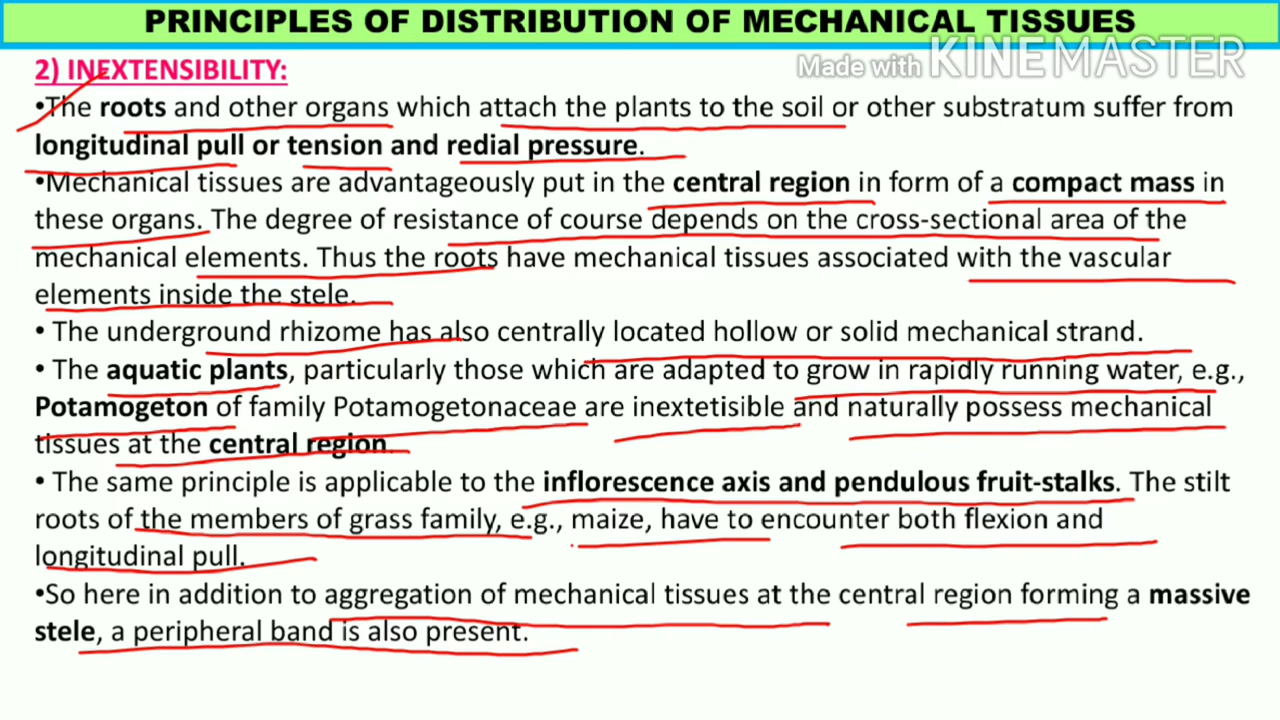 PRINCIPLES OF DISTRIBUTION OF MECHANICAL TISSUES
Made with KINEMASTER
2) INEXTENSIBILITY:
•The roots and other organs which attach the plants to the soil or other substratum suffer from
longitudinal pull or tension and redial pressure.
•Mechanical tissues are advantageously put in the central region in form of a compact mass in
these organs. The degree of resistance of course depends on the cross-sectional area of the
mechanical elements. Thus the roots have mechanical tissues associated with the vascular
elements inside the stele.
• The underground rhizome has also centrally located hollow or solid mechanical strand.
• The aquatic plants, particularly those which are adapted to grow in rapidly running water, e.g.,
Potamogeton of family Potamogetonaceae are inextetisible and naturally possess mechanical
tissues at the central region.
• The same principle is applicable to the inflorescence axis and pendulous fruit-stalks. The stilt
roots of the members of grass family, e.g., maize, have to encounter both flexion and
longitudinal pull.
•So here in addition to aggregation of mechanical tissues at the central region forming a massive
stele, a peripheral band is also present.